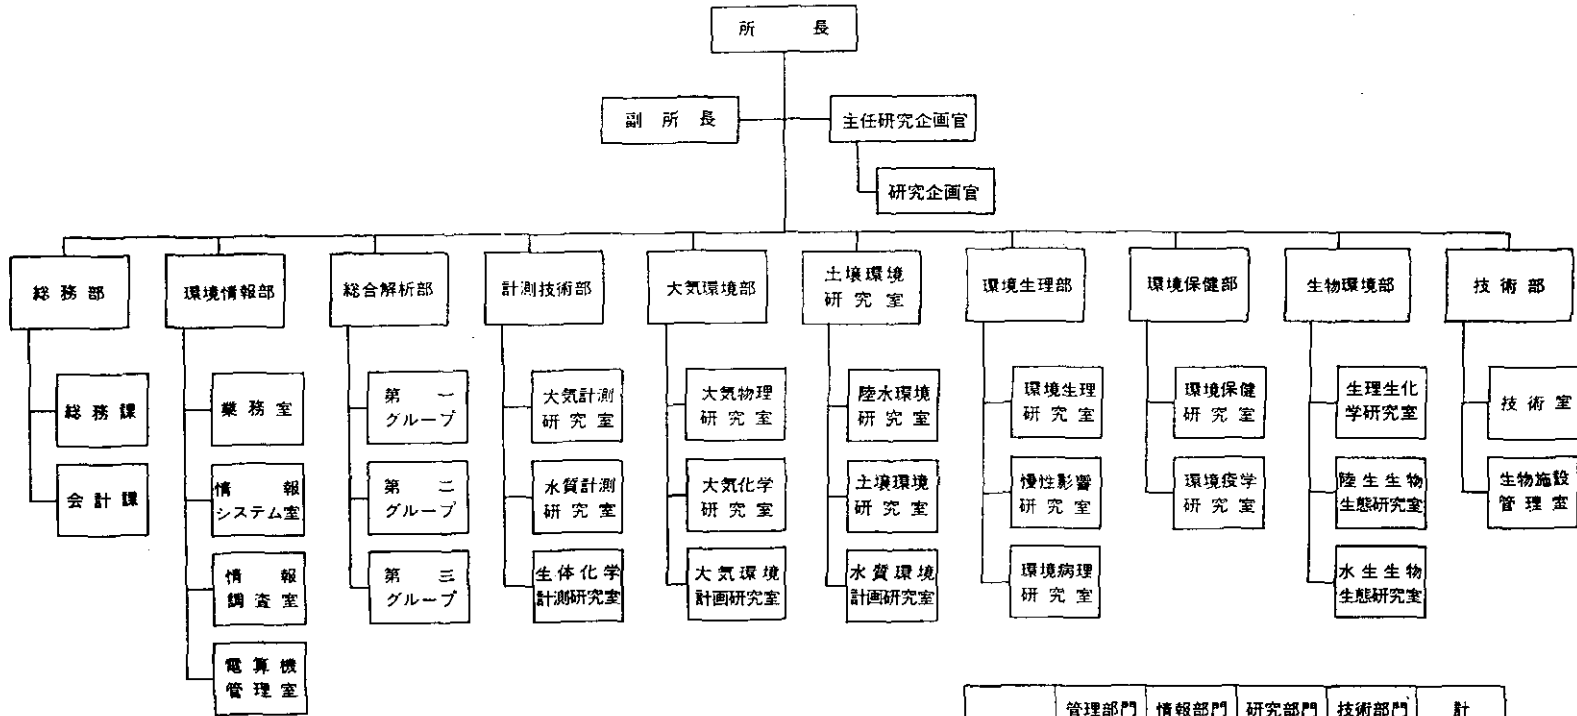 所長
副所長
主任研究企画官
研究企画官
総務部
環境情報部
総合解析部
計測技術部
大気環境部
土壌環境
研究室
環境生理部
環境保健部
生物環境部
技術部
総務課
会計課
業務室
情報
システム室
情報
調査室
電算機
管理室
第一
グループ
第二
グループ
第三
グループ
大気計測
研究室
水質計測
研究室
生体化学
計測研究室
大気物理
研究室
大気化学
研究室
大気環境
計画研究室
陸水環境
研究室
土壌環境
研究室
水質環境
計画研究室
環境生理
研究室
慢性影響
研究室
環境病理
研究室
環境保健
研究室
環境疫学
研究室
生理生化
学研究室
陸生生物
生態研究室
水生生物
生態研究室
技術室
生物施設
管理室
管理部門 情報部門 研究部門 技術部門 計